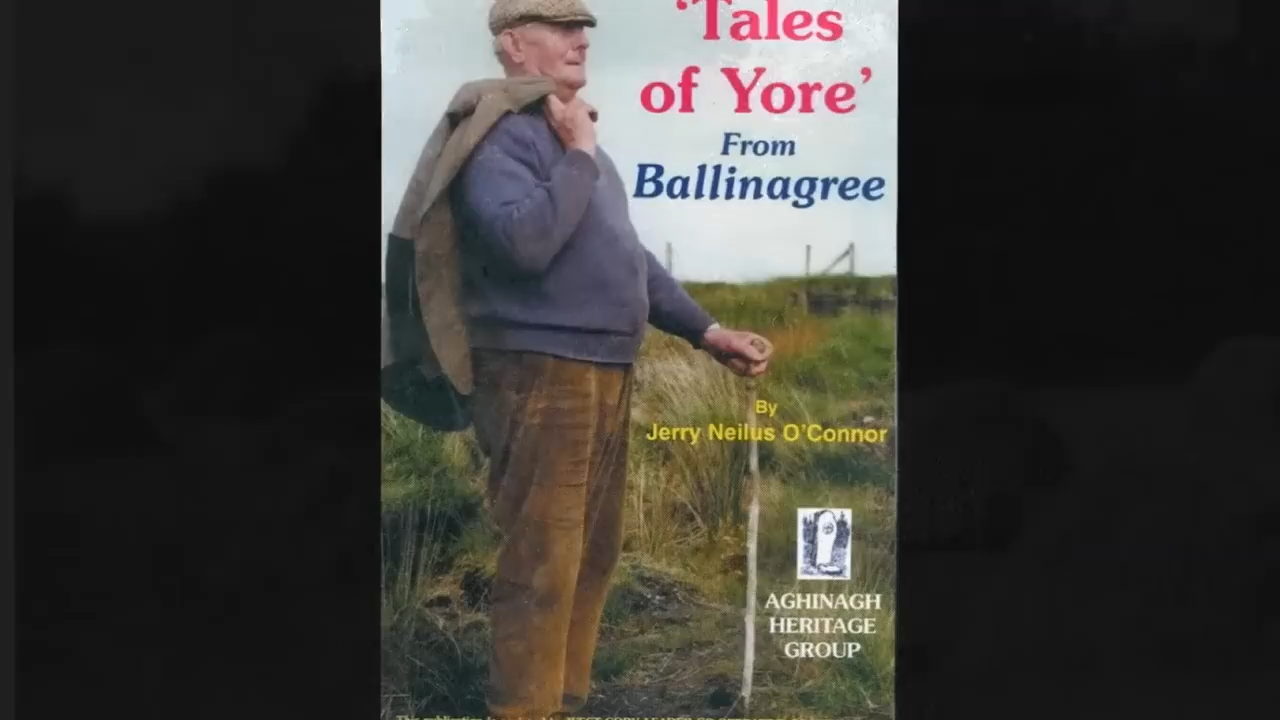 'Tales
of Yore'
From
Ballinagree
By
Jerry Neilus O'Connor
AGHINAGH
HERITAGE
GROUP